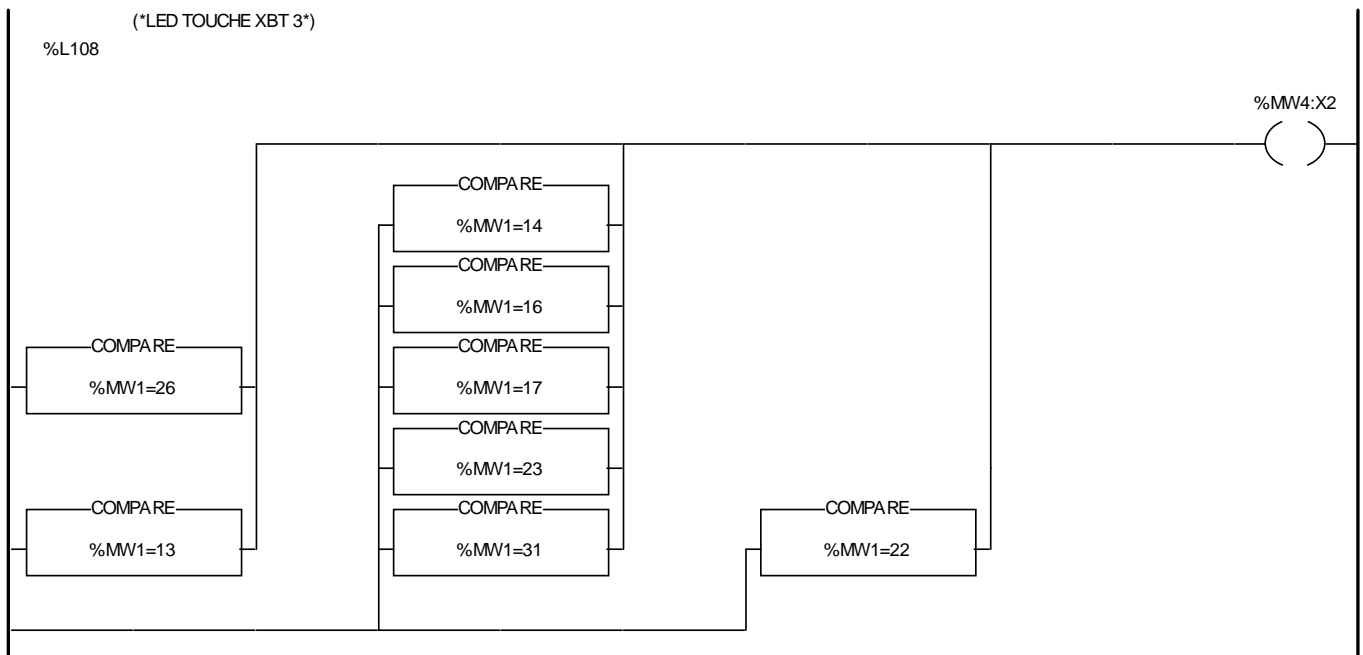 (*LED TOUCHE XBT 3*)
%L108
%MW4:X2
COMPARE
%MW1=14
COMPARE
%MW1=16
COMPARE
%MW1=26
COMPARE
%MW1=17
COMPARE
%MW1=23
COMPARE
%MW1=13
COMPARE
%MW1=31
COMPARE
%MW1=22